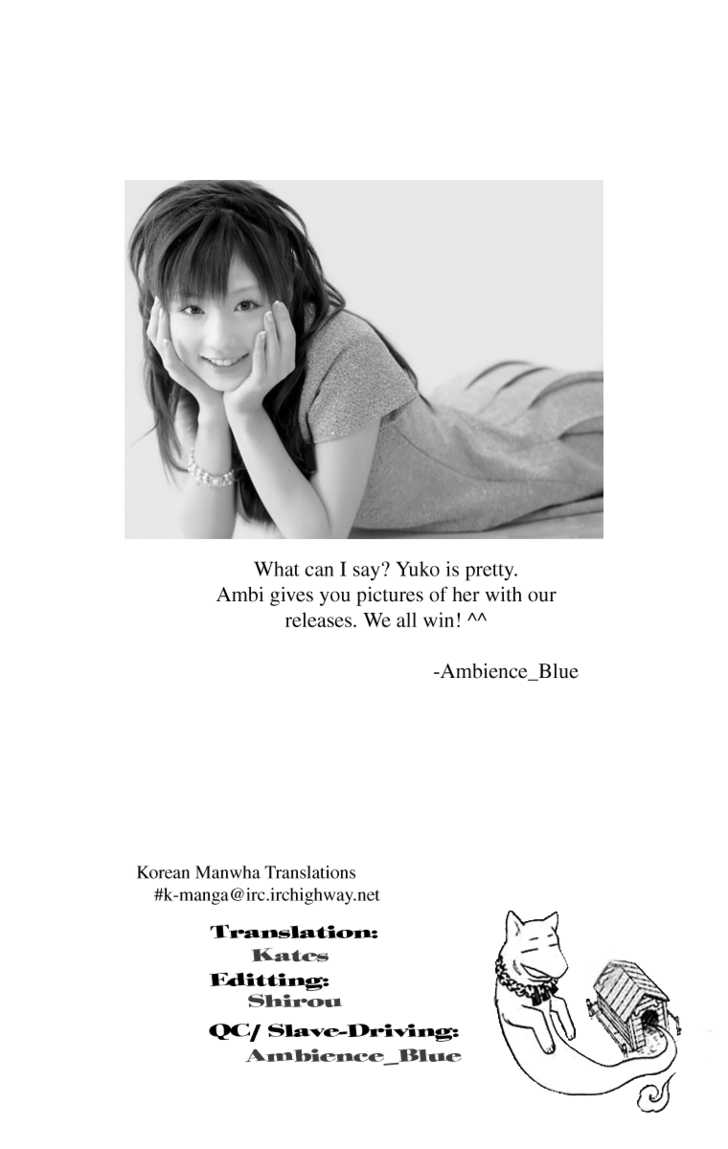 What can I say? Yuko is pretty.
Ambi gives you pictures of her with our
releases. We all win! ^^
-Ambience_Blue
Korean Manwha Translations
#k-manga@irc.irchighway.net
Translation:
Kates
Editting:
Shirou
QC/ Slave-Driving:
Ambience_Blue